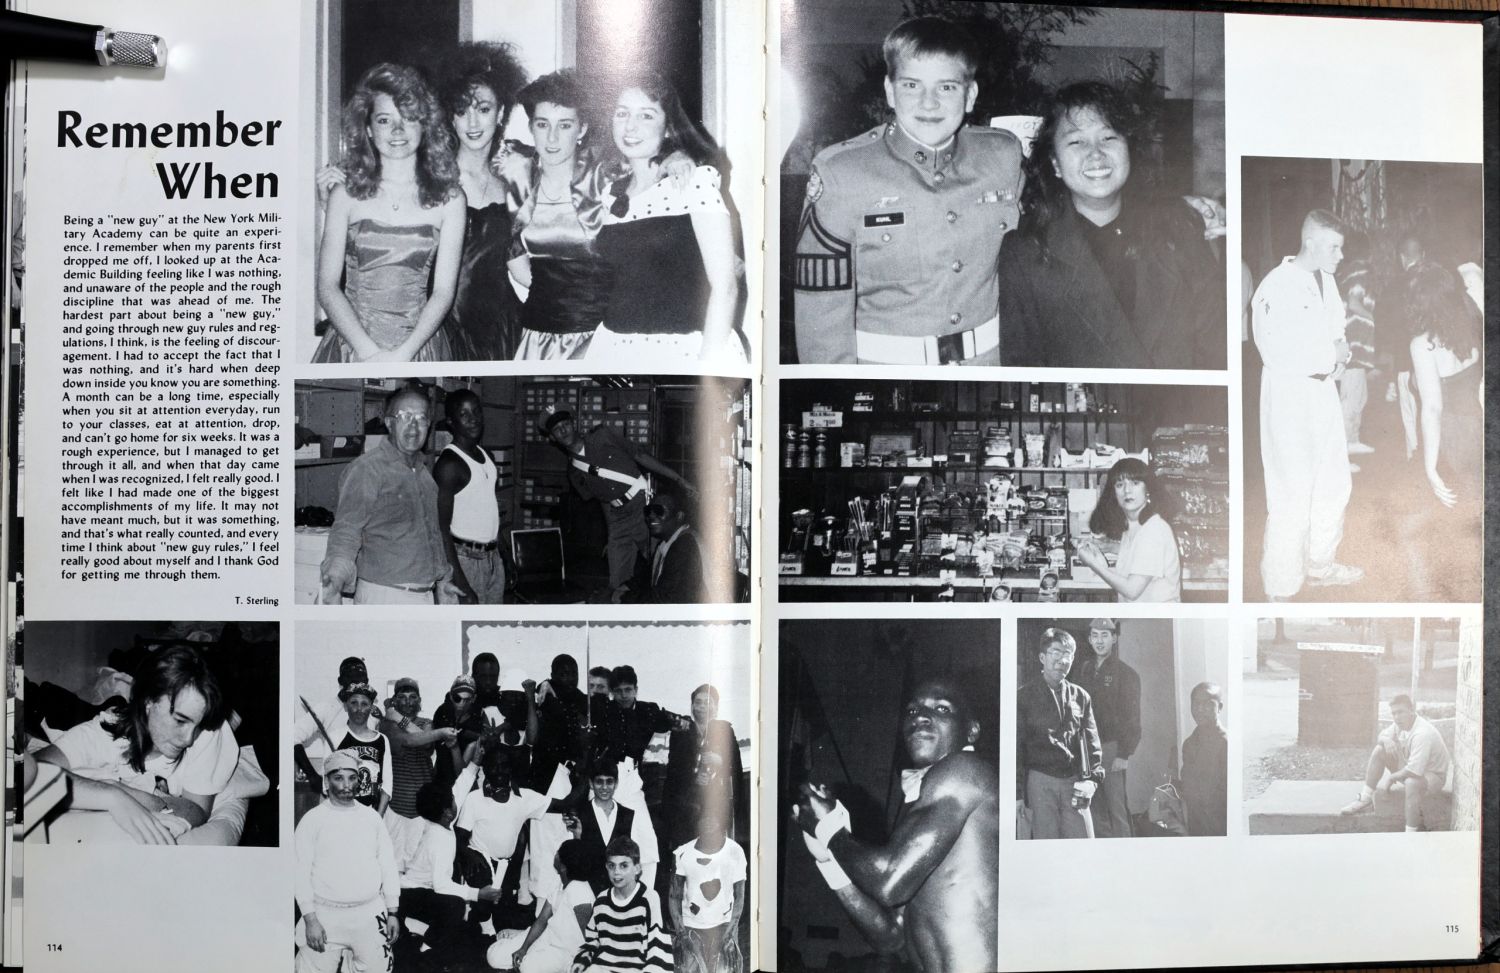 Remember
When
Being a "new guy" at the New York Mili-
tary Academy can be quite an experi-
ence. I remember when my parents first
dropped me off, I looked up at the Aca-
demic Building feeling like I was nothing,
and unaware of the people and the rough
discipline that was ahead of me. The
hardest part about being a "new guy,"
and going through new guy rules and reg-
ulations, I think, is the feeling of discour-
agement. I had to accept the fact that I
was nothing, and it's hard when deep
down inside you know you are something.
A month can be a long time, especially
when you sit at attention everyday, run
to your classes, eat at attention, drop,
and can't go home for six weeks. It was a
rough experience, but I managed to get
through it all, and when that day came
when I was recognized, I felt really good. I
felt like I had made one of the biggest
accomplishments of my life. It may not
have meant much, but it was something,
and that's what really counted, and every
time I think about "new guy rules," I feel
really good about myself and I thank God
for getting me through them.
T. Sterling
KUHL
114
115